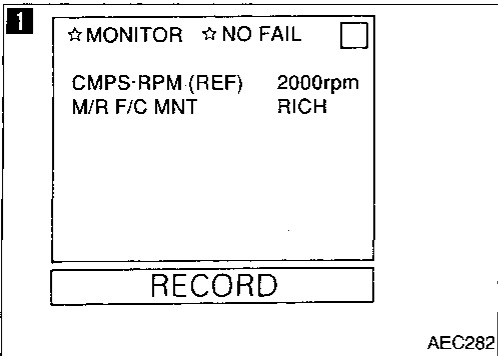 1
☆MONITOR ☆NO FAIL
CMPS·RPM (REF) 2000rpm
M/R F/C MNT RICH
RECORD
AEC282